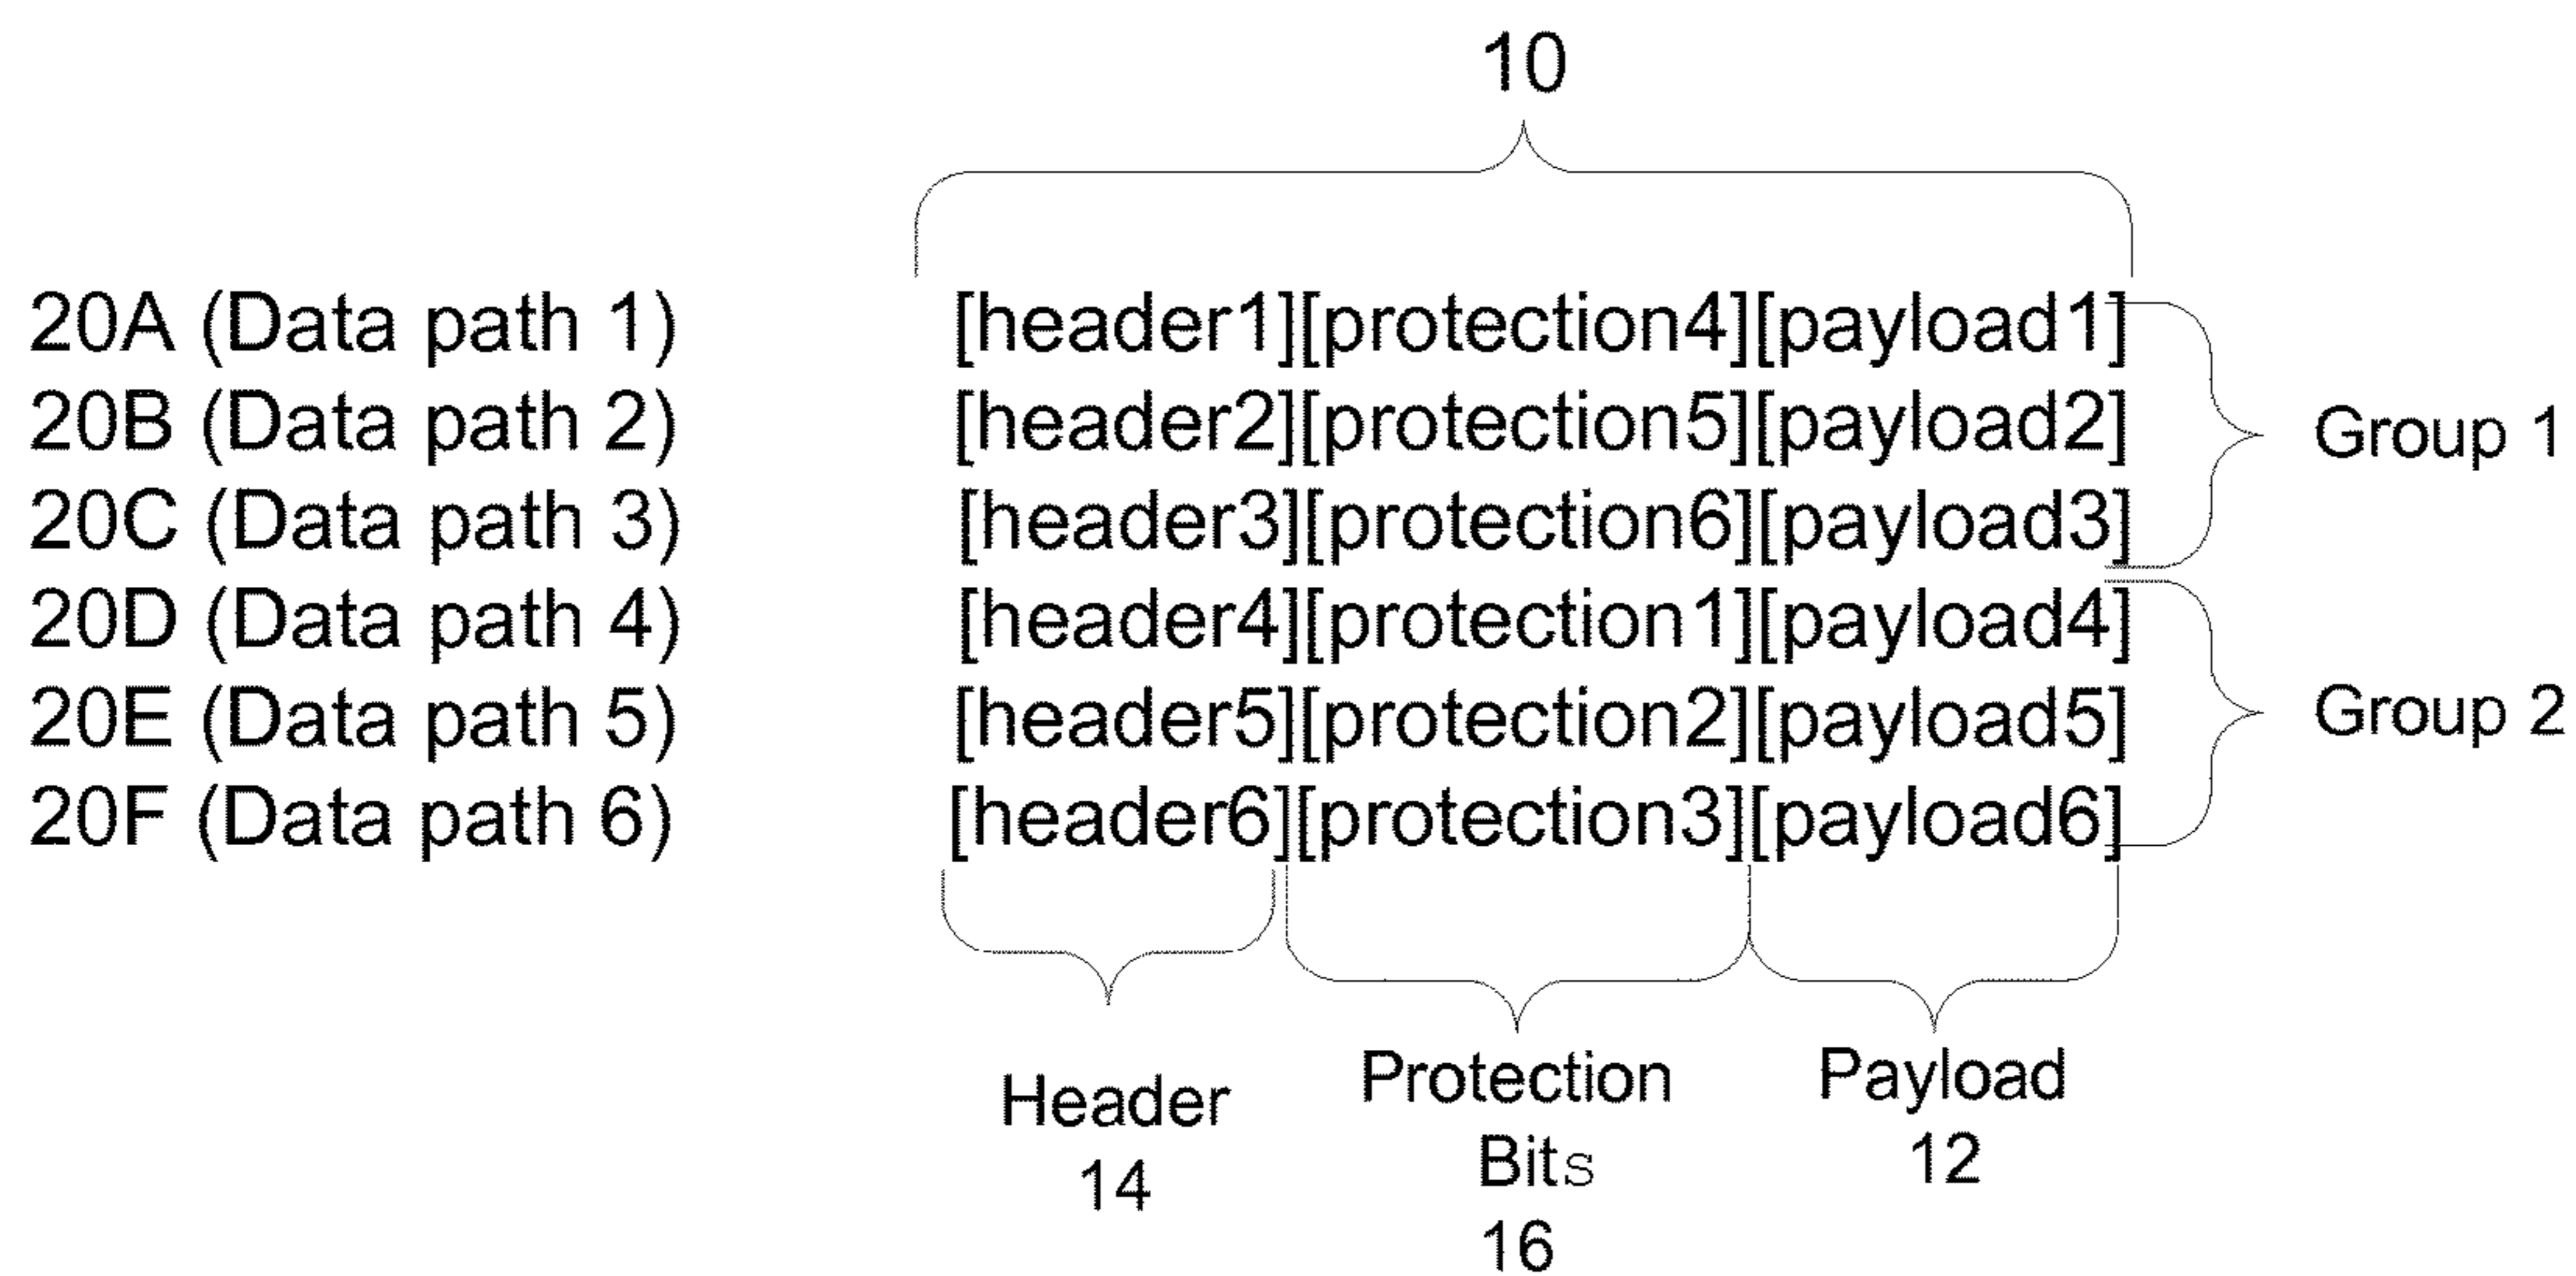 10
20A (Data path 1) [header1][protection4][payload1]
20B (Data path 2) [header2][protection5][payload2]
Group 1
20C (Data path 3) [header3][protection6][payload3]
20D (Data path 4) [header4][protection1][payload4]
20E (Data path 5) [header5][protection2][payload5]
Group 2
20F (Data path 6) [header6][protection3][payload6]
Header
14
Protection
Bits
16
Payload
12